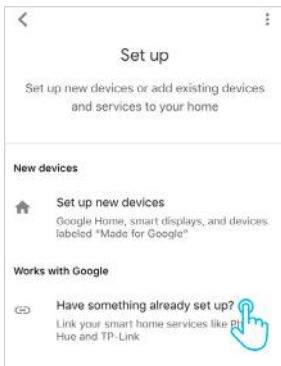 Set up
Set up new devices or add existing devices
and services to your home
New devices
Set up new devices
Google Home, smart displays, and devices
labeled "Made for Google"
Works with Google
Have something already set up?
Link your smart home services like
Hue and TP-Link